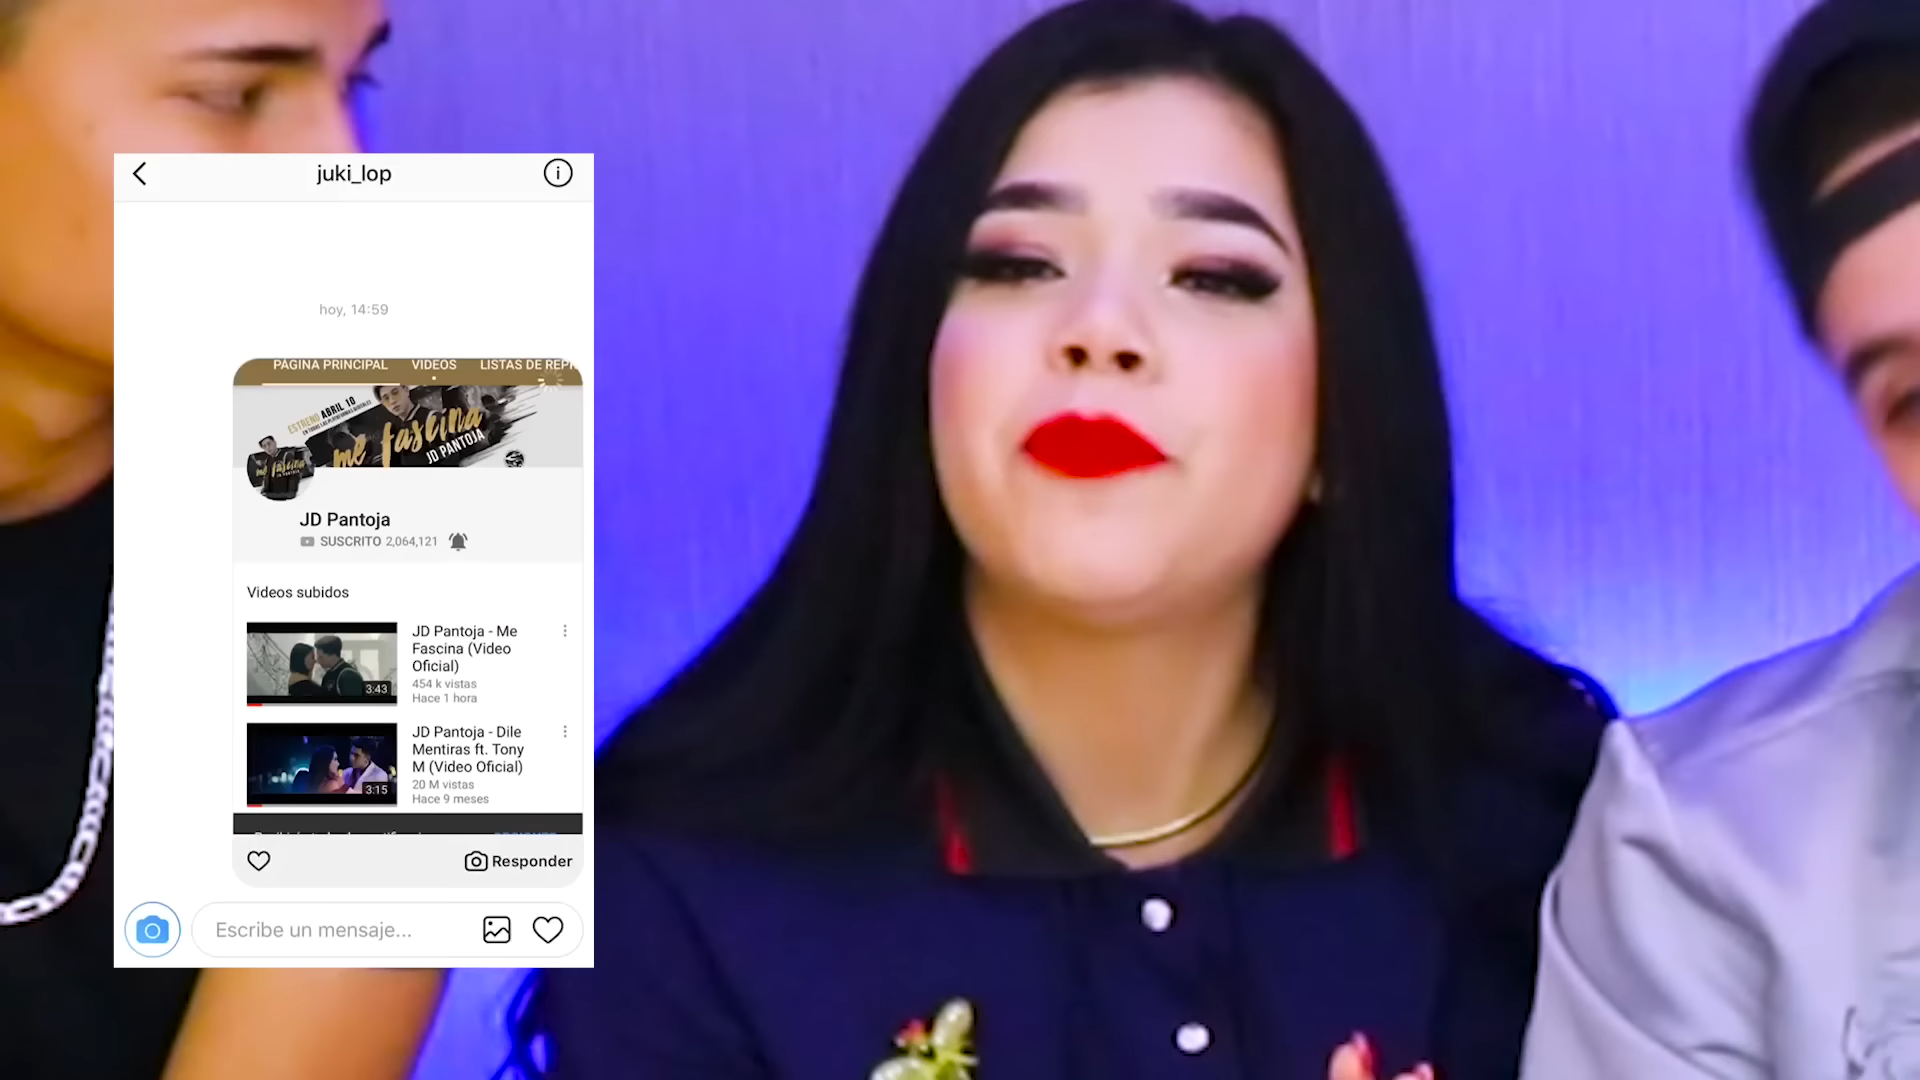 juki_lop
hoy, 14:59
PÁGINA PRINCIPAL VIDEOS LISTAS DE REPR
ESTRENO ABRIL 10
me fascina
JD PANTOJA
JD Pantoja
SUSCRITO 2,064,121
Videos subidos
JD Pantoja - Me
Fascina (Video
Oficial)
454 k vistas
Hace 1 hora
3:43
JD Pantoja - Dile
Mentiras ft. Tony
M (Video Oficial)
20 M vistas
Hace 9 meses
3:15
Responder
Escribe un mensaje...